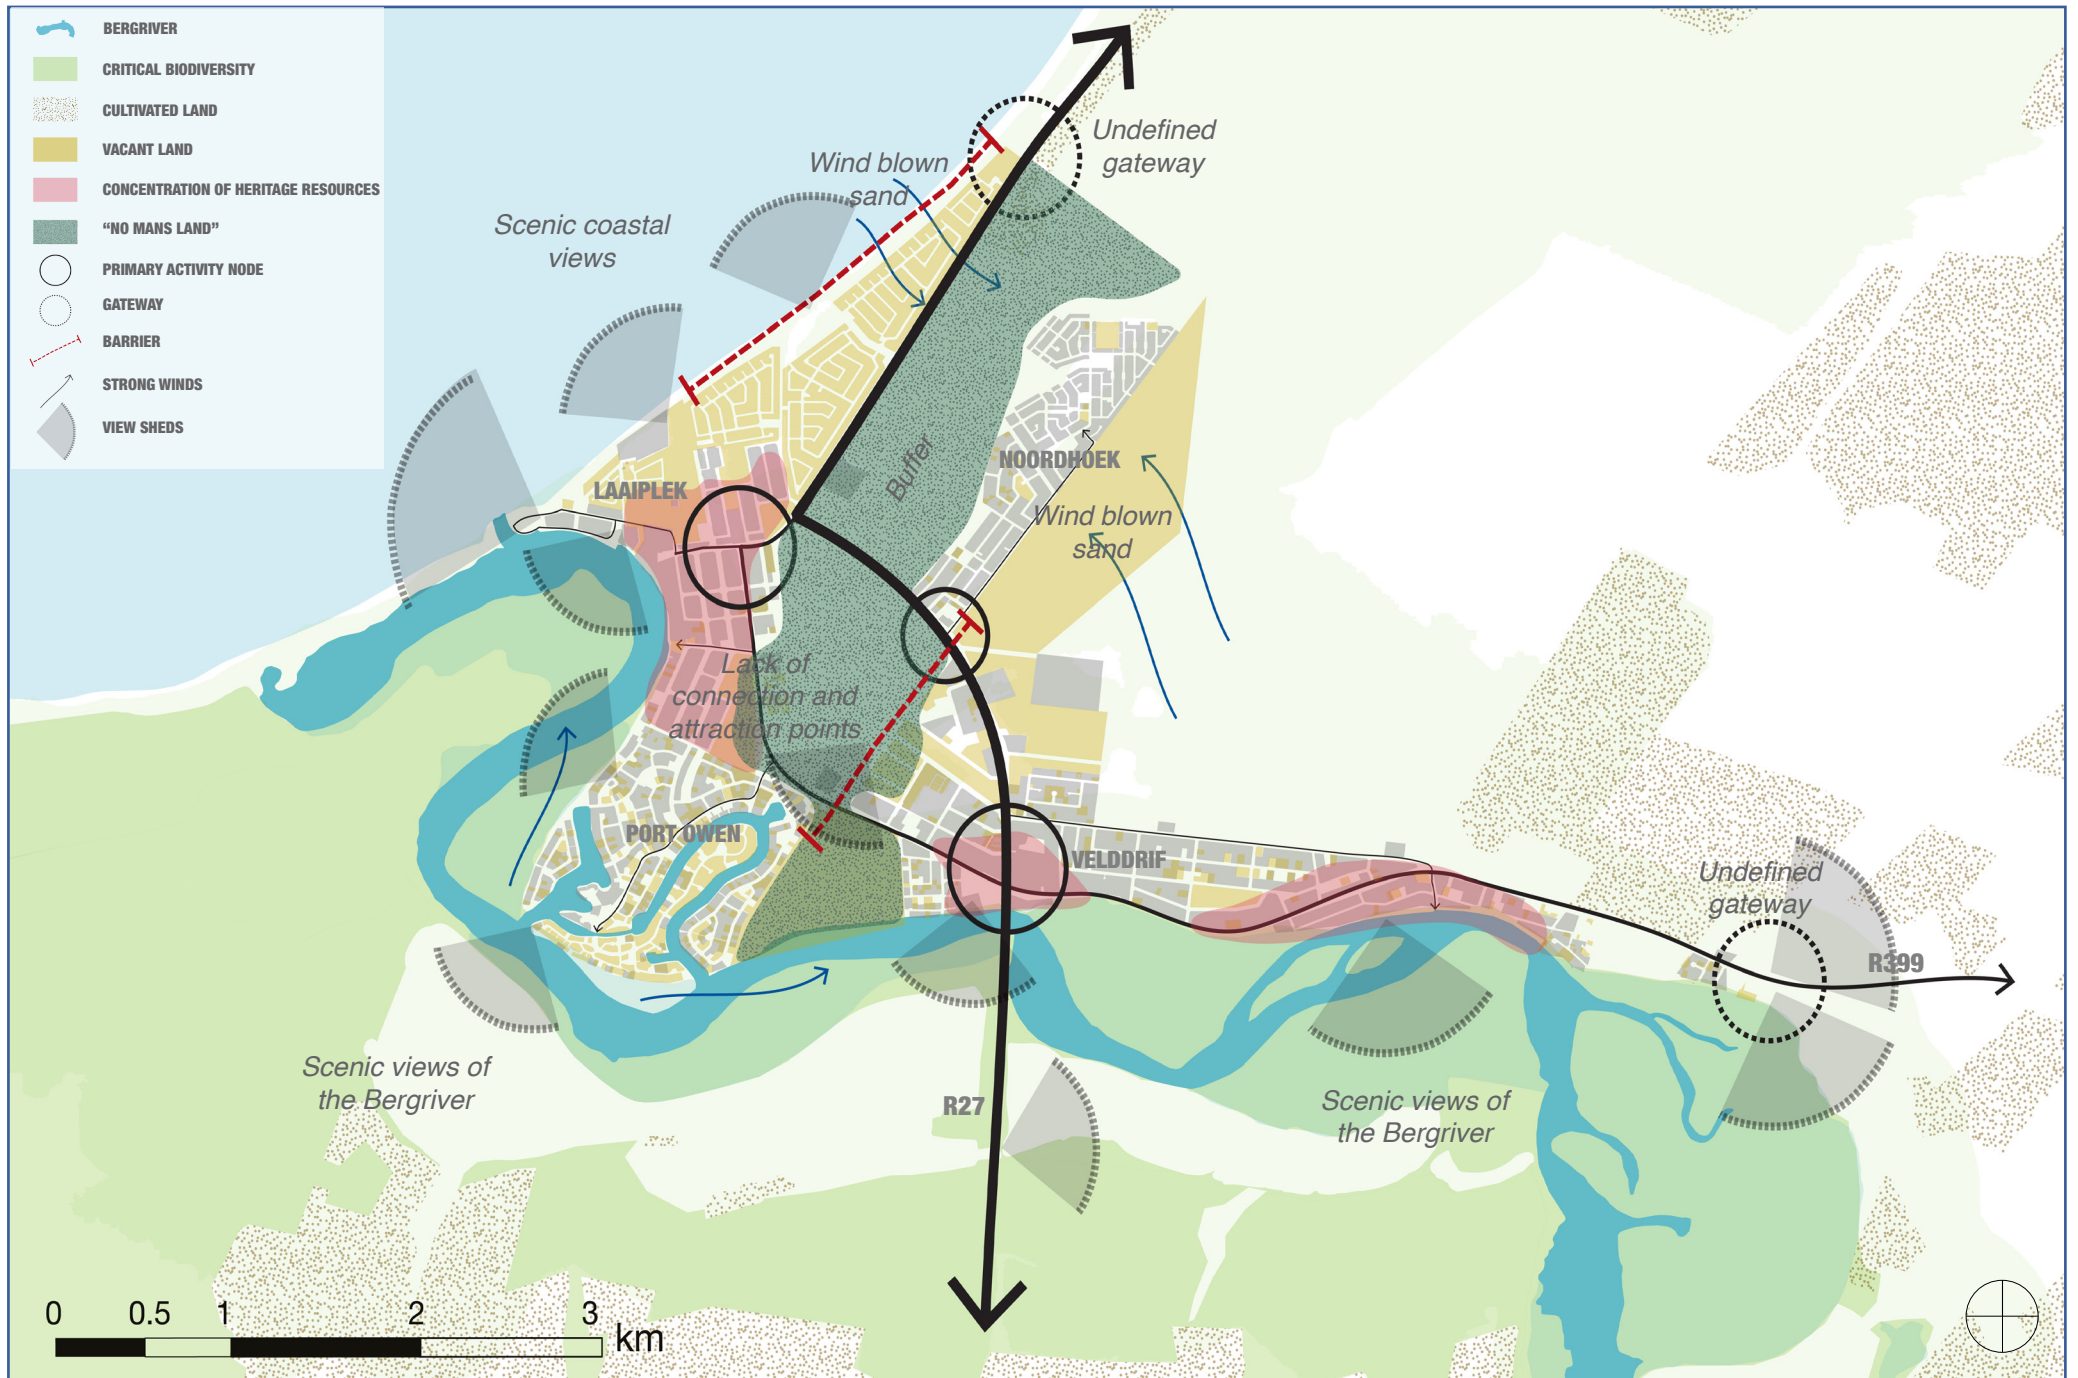 BERGRIVER
CRITICAL BIODIVERSITY
CULTIVATED LAND
VACANT LAND
CONCENTRATION OF HERITAGE RESOURCES
“NO MANS LAND”
PRIMARY ACTIVITY NODE
GATEWAY
BARRIER
STRONG WINDS
VIEW SHEDS
Undefined
gateway
Wind blown
sand
Scenic coastal
views
Buffer
NOORDHOEK
LAAIPLEK
Wind blown
sand
Lack of
connection and
attraction points
PORT OWEN
VELDDRIF
Undefined
gateway
R399
Scenic views of
the Bergriver
R27
Scenic views of
the Bergriver
0 0.5 1 2 3 km